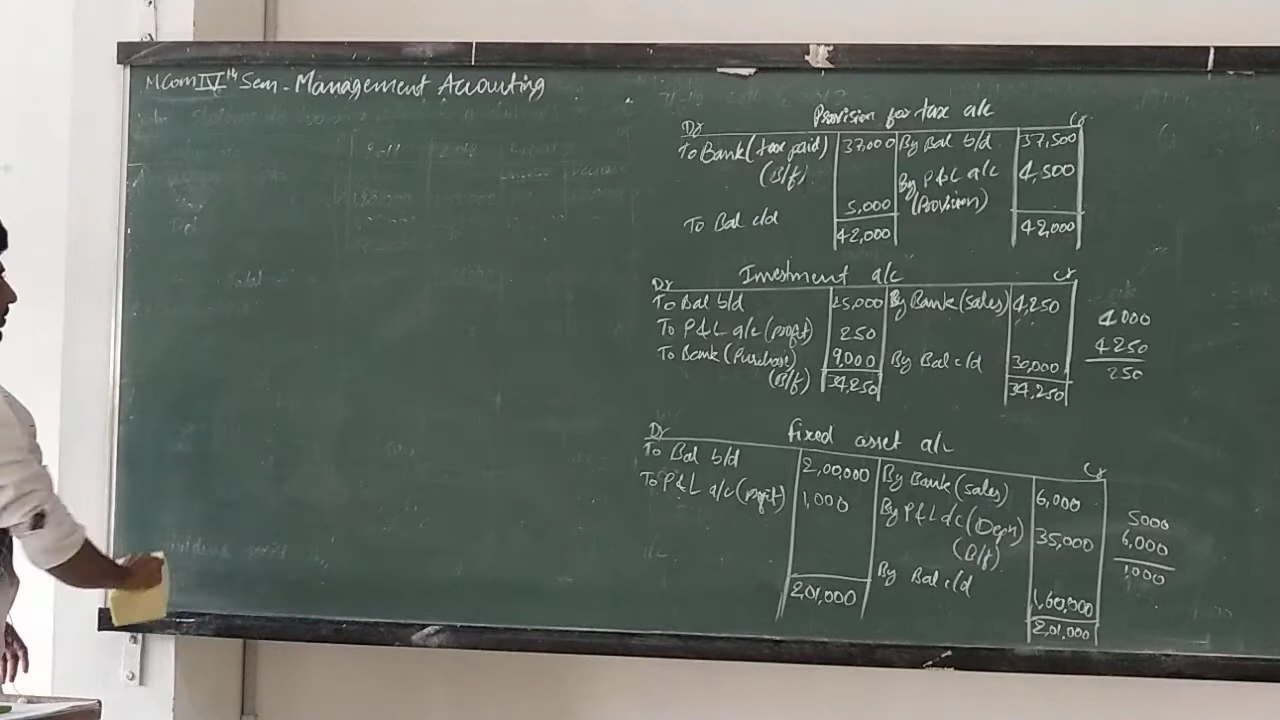 MCom IVth Sem. Management Accouting
Provision for tax a/c
Dr Cr
To Bank (tax paid) 37,000 By Bal b/d 37,500
(B/f) By P&L a/c 4,500
5,000 (Provision)
To Bal c/d
42,000 42,000
Investment a/c
Dr Cr
To Bal b/d 25,000 By Bank (sales) 4,250
To P&L a/c (profit) 250
To Bank (Purchase) 9,000 By Bal c/d 30,000
(B/f) 34,250 34,250
4000
4250
250
fixed asset a/c
Dr Cr
To Bal b/d 2,00,000 By Bank (sales) 6,000
To P&L a/c (profit) 1,000 By P&L a/c (Depn) 35,000
(B/f)
By Bal c/d 1,60,000
2,01,000 2,01,000
5000
6,000
1000